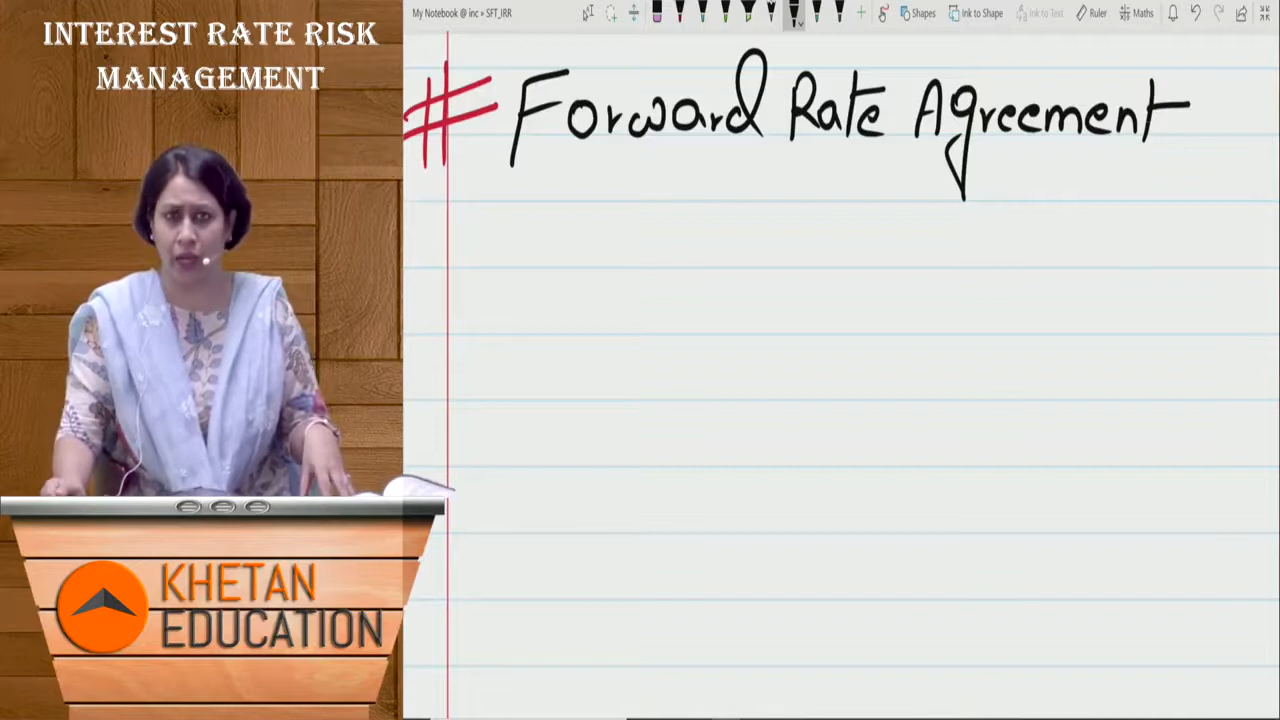 INTEREST RATE RISK
MANAGEMENT
My Notebook @ inc » SFT_IRR
Shapes
Ink to Shape
Ink to Text
Ruler
Maths
# Forward Rate Agreement
KHETAN
EDUCATION